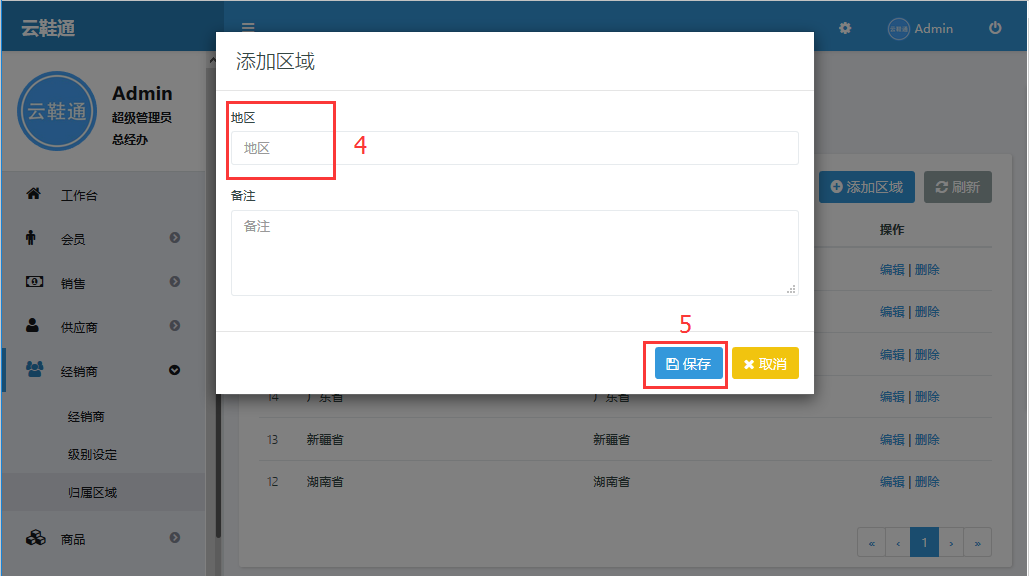 云鞋通
Admin
云鞋通
Admin
超级管理员
总经办
工作台
会员
销售
供应商
经销商
经销商
级别设定
归属区域
商品
添加区域
地区
地区
4
备注
备注
5
保存
取消
添加区域
刷新
操作
编辑 | 删除
编辑 | 删除
编辑 | 删除
14 广东省 广东省 编辑 | 删除
13 新疆省 新疆省 编辑 | 删除
12 湖南省 湖南省 编辑 | 删除
« ‹ 1 › »